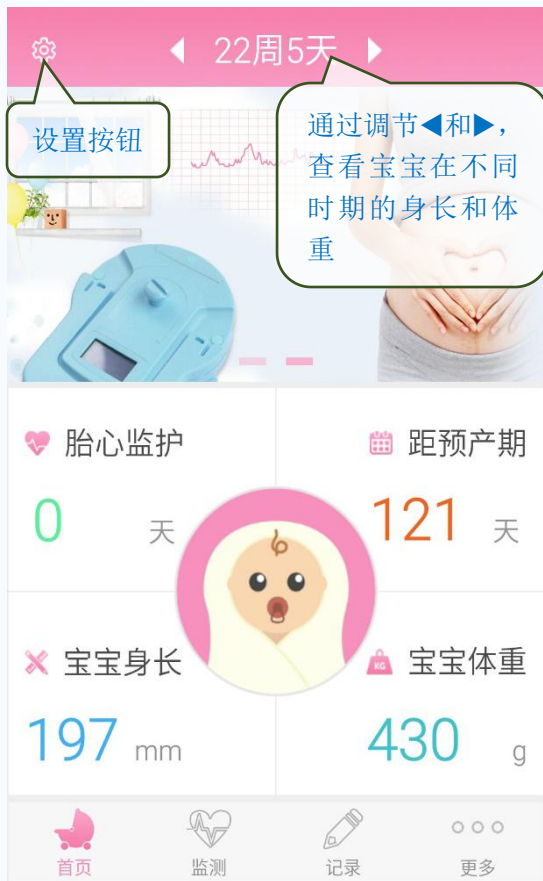 ◀ 22周5天 ▶
设置按钮
通过调节◀和▶，
查看宝宝在不同
时期的身长和体
重
胎心监护
0 天
距预产期
121 天
宝宝身长
197 mm
KG
宝宝体重
430 g
首页
监测
记录
更多